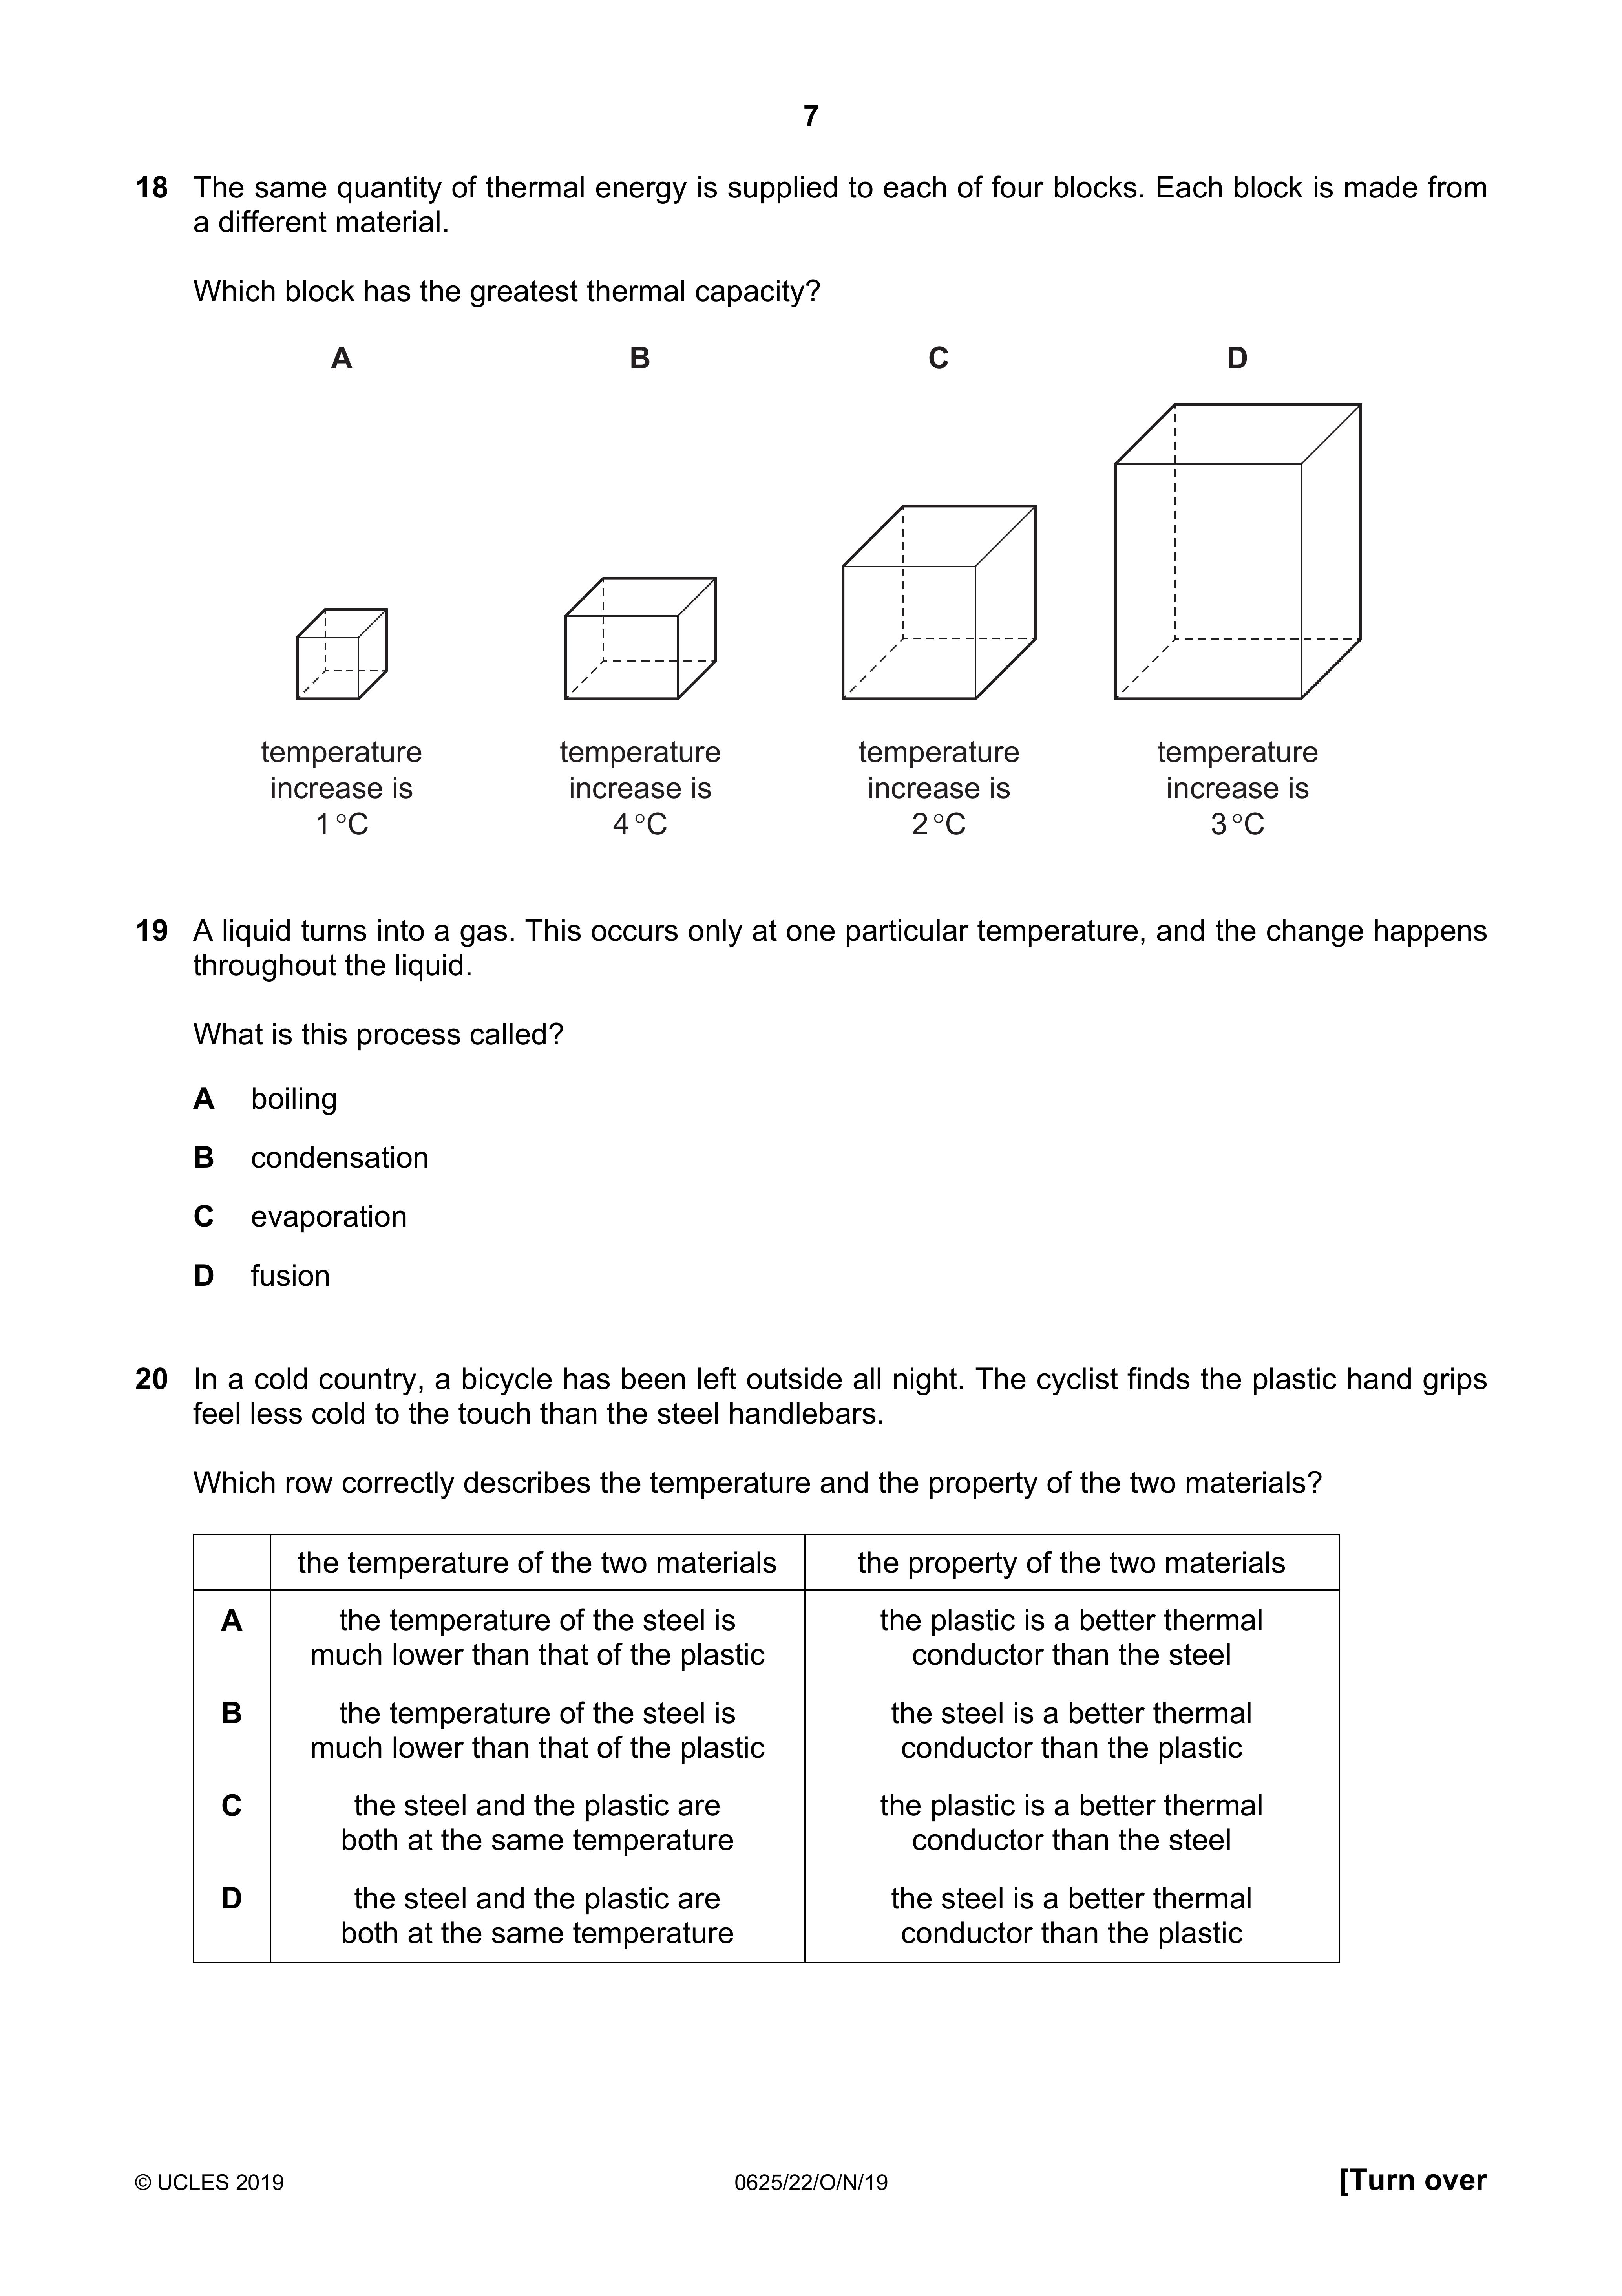 7
18 The same quantity of thermal energy is supplied to each of four blocks. Each block is made from
a different material.
Which block has the greatest thermal capacity?
A B C D
temperature temperature temperature temperature
increase is increase is increase is increase is
1 °C 4 °C 2 °C 3 °C
19 A liquid turns into a gas. This occurs only at one particular temperature, and the change happens
throughout the liquid.
What is this process called?
A boiling
B condensation
C evaporation
D fusion
20 In a cold country, a bicycle has been left outside all night. The cyclist finds the plastic hand grips
feel less cold to the touch than the steel handlebars.
Which row correctly describes the temperature and the property of the two materials?
the temperature of the two materials the property of the two materials
A the temperature of the steel is the plastic is a better thermal
much lower than that of the plastic conductor than the steel
B the temperature of the steel is the steel is a better thermal
much lower than that of the plastic conductor than the plastic
C the steel and the plastic are the plastic is a better thermal
both at the same temperature conductor than the steel
D the steel and the plastic are the steel is a better thermal
both at the same temperature conductor than the plastic
© UCLES 2019 0625/22/O/N/19 [Turn over